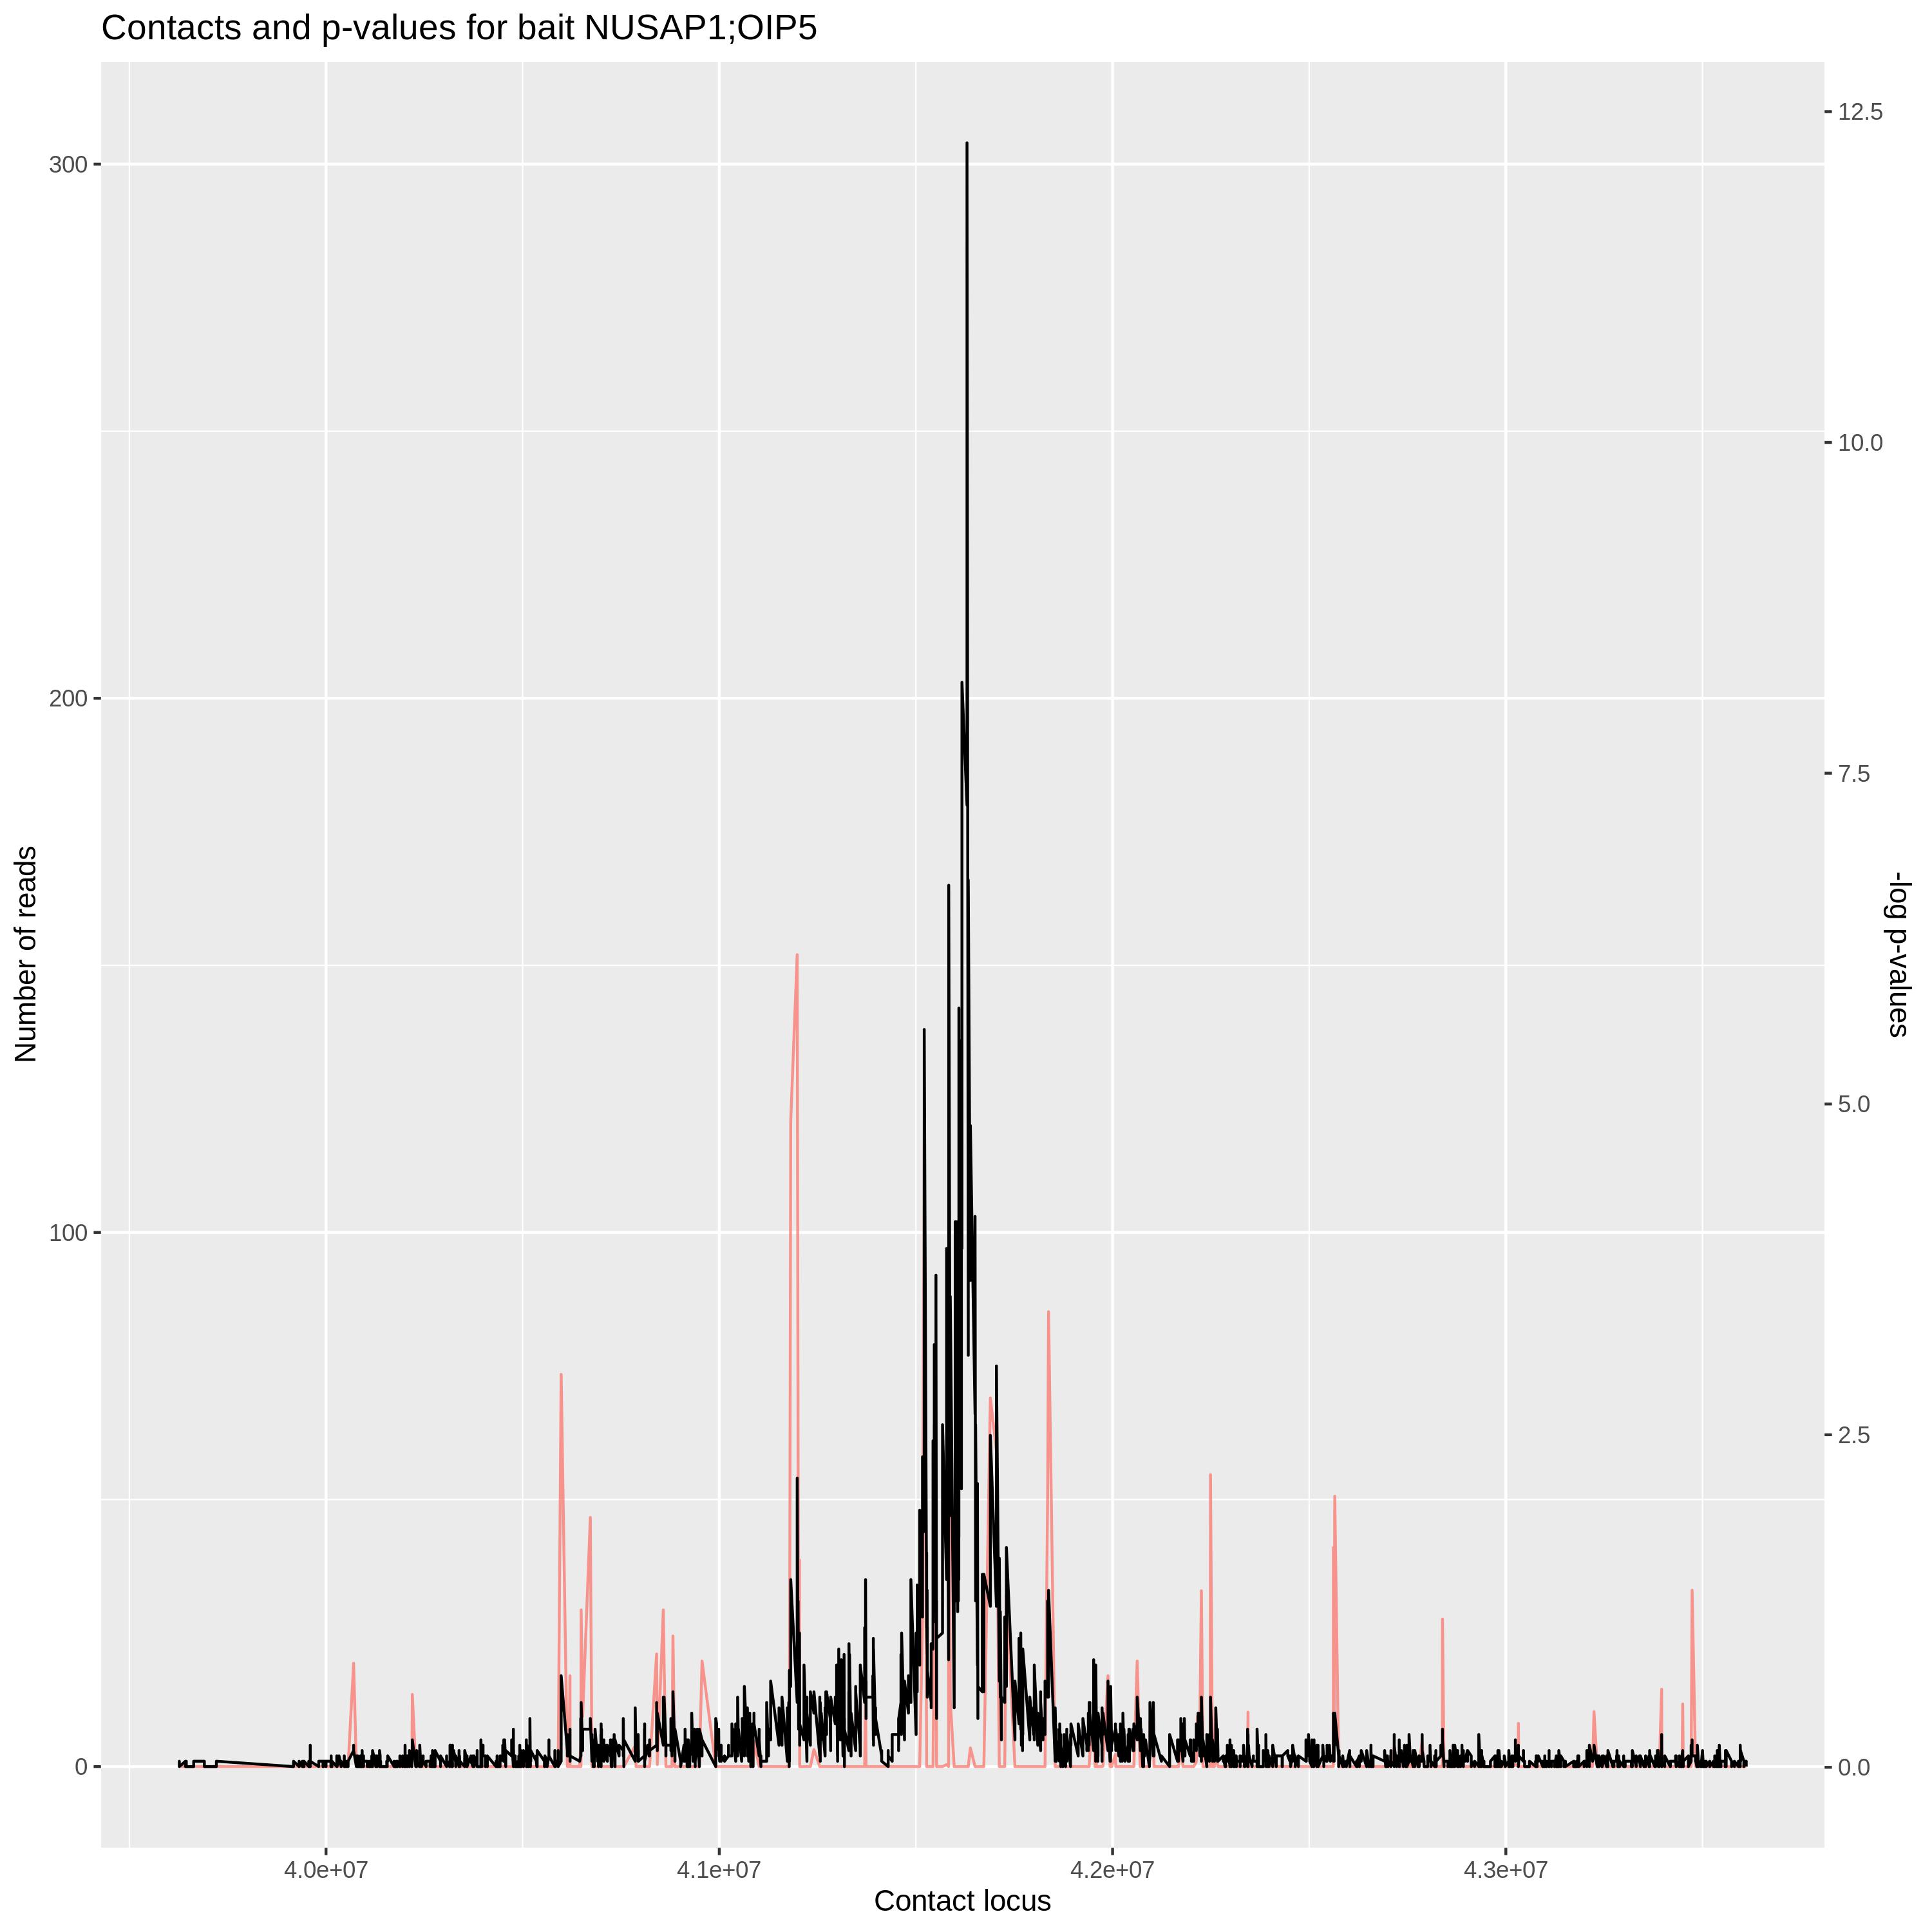 Contacts and p-values for bait NUSAP1;OIP5
300
200
100
0
Number of reads
12.5
10.0
7.5
5.0
2.5
0.0
-log p-values
4.0e+07
4.1e+07
4.2e+07
4.3e+07
Contact locus